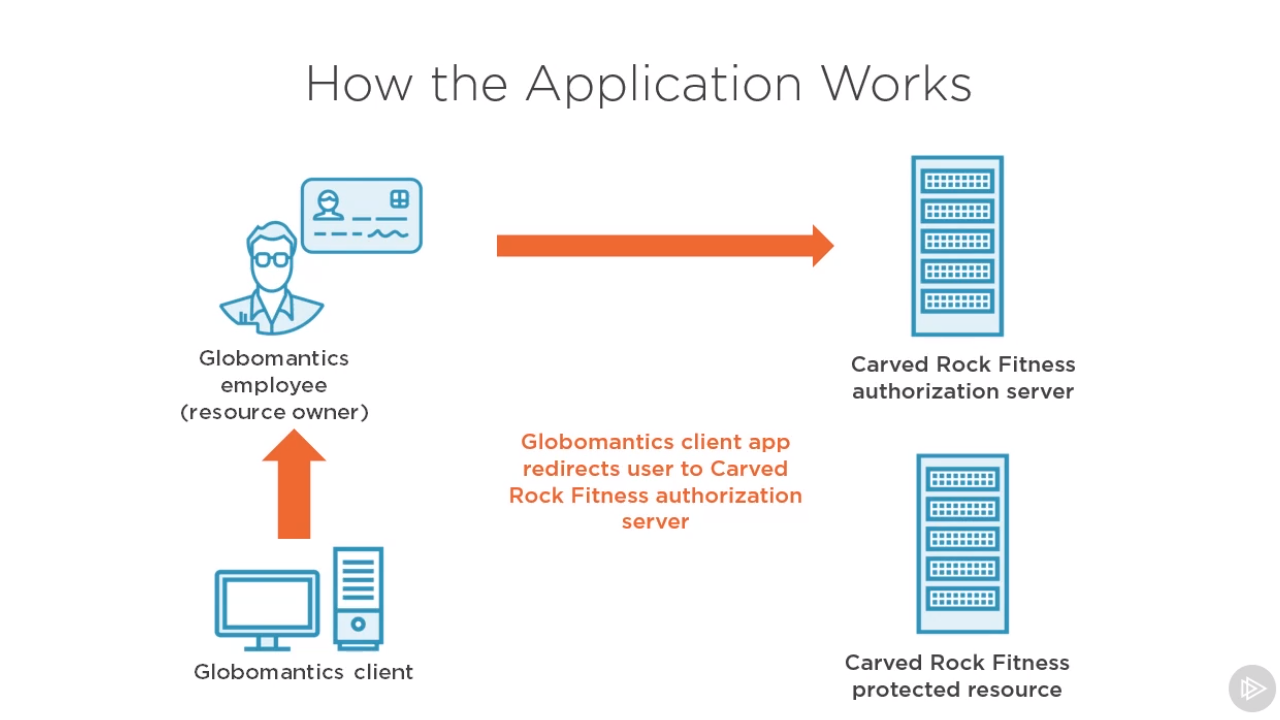 How the Application Works
Globomantics
employee
(resource owner)
Carved Rock Fitness
authorization server
Globomantics client app
redirects user to Carved
Rock Fitness authorization
server
Globomantics client
Carved Rock Fitness
protected resource